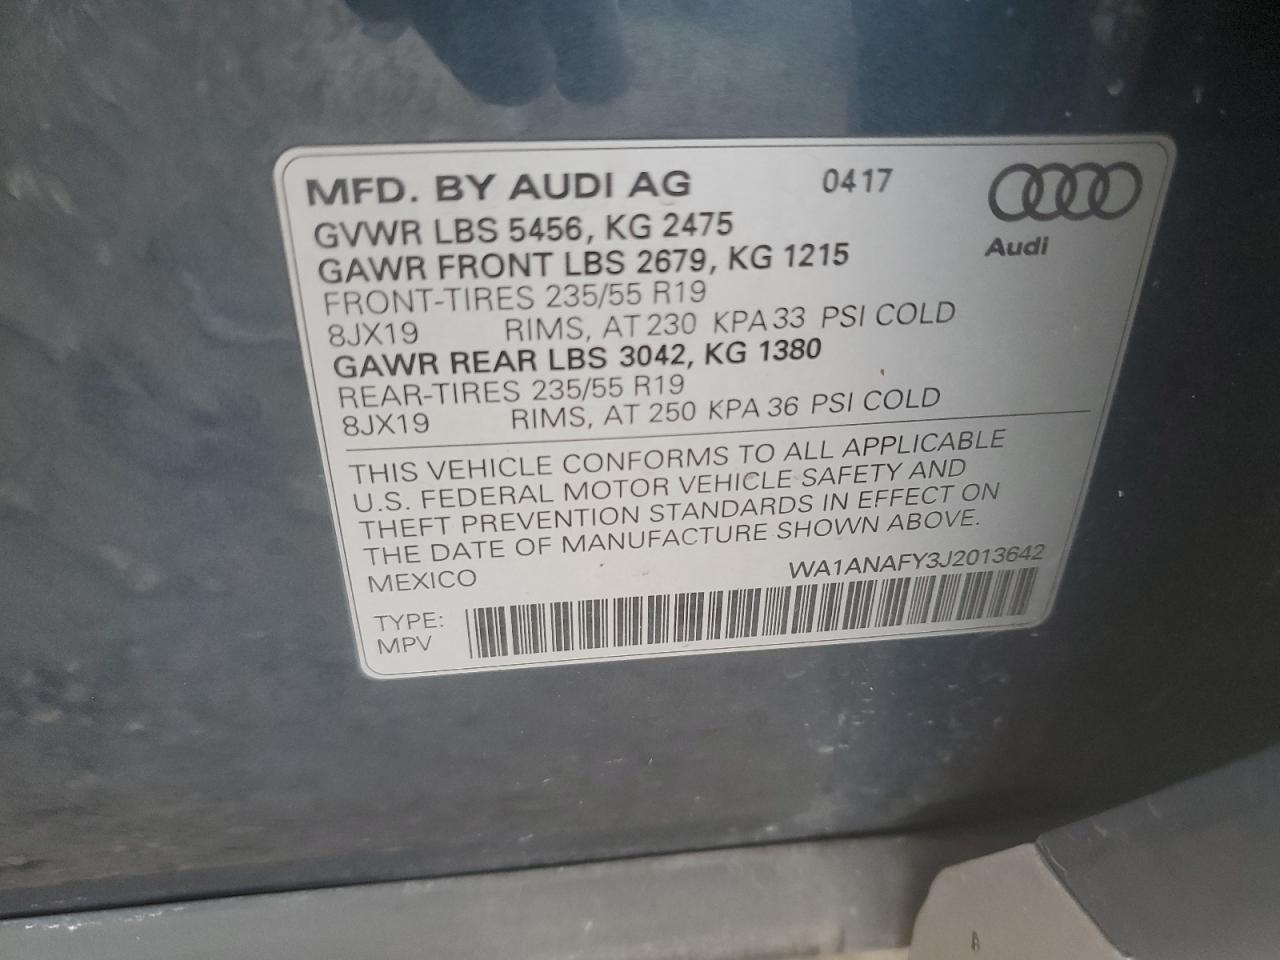 MFD. BY AUDI AG 0417
Audi
GVWR LBS 5456, KG 2475
GAWR FRONT LBS 2679, KG 1215
FRONT-TIRES 235/55 R19
8JX19 RIMS, AT 230 KPA 33 PSI COLD
GAWR REAR LBS 3042, KG 1380
REAR-TIRES 235/55 R19
8JX19 RIMS, AT 250 KPA 36 PSI COLD
THIS VEHICLE CONFORMS TO ALL APPLICABLE
U.S. FEDERAL MOTOR VEHICLE SAFETY AND
THEFT PREVENTION STANDARDS IN EFFECT ON
THE DATE OF MANUFACTURE SHOWN ABOVE.
MEXICO WA1ANAFY3J2013642
TYPE:
MPV